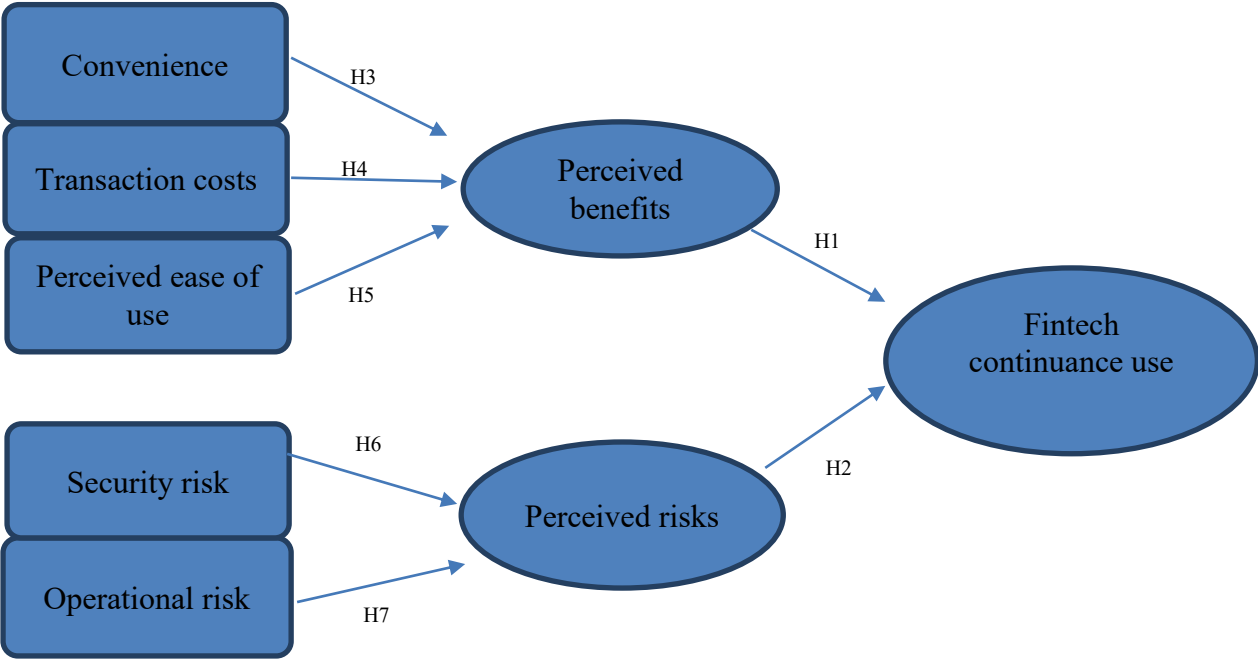 Convenience
H3
Transaction costs
H4
Perceived ease of
use
H5
Perceived
benefits
H1
Fintech
continuance use
Security risk
H6
Operational risk
H7
Perceived risks
H2